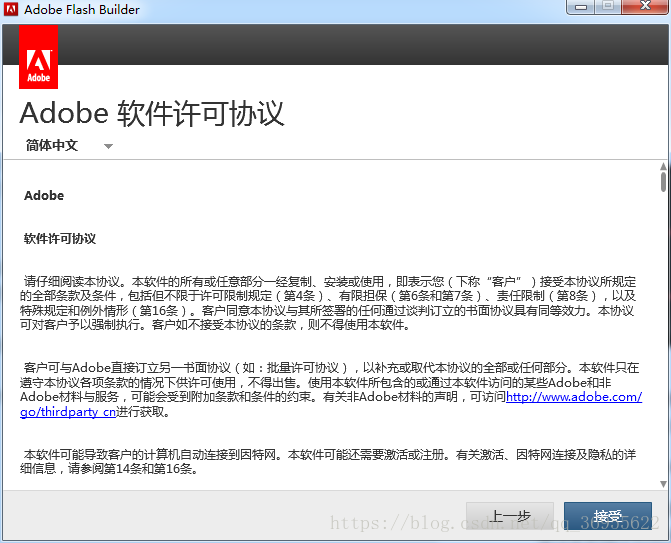 Adobe Flash Builder
Adobe
Adobe 软件许可协议
简体中文
Adobe
软件许可协议
请仔细阅读本协议。本软件的所有或任意部分一经复制、安装或使用，即表示您（下称“客户”）接受本协议所规定
的全部条款及条件，包括但不限于许可限制规定（第4条）、有限担保（第6条和第7条）、责任限制（第8条），以及
特殊规定和例外情形（第16条）。客户同意本协议与其所签署的任何通过谈判订立的书面协议具有同等效力。本协议
可对客户予以强制执行。客户如不接受本协议的条款，则不得使用本软件。
客户可与Adobe直接订立另一书面协议（如：批量许可协议），以补充或取代本协议的全部或任何部分。本软件只在
遵守本协议各项条款的情况下供许可使用，不得出售。使用本软件所包含的或通过本软件访问的某些Adobe和非
Adobe材料与服务，可能会受到附加条款和条件的约束。有关非Adobe材料的声明，可访问http://www.adobe.com/
go/thirdparty_cn进行获取。
本软件可能导致客户的计算机自动连接到因特网。本软件可能还需要激活或注册。有关激活、因特网连接及隐私的详
细信息，请参阅第14条和第16条。
上一步
接受
https://blog.csdn.net/qq_36955622